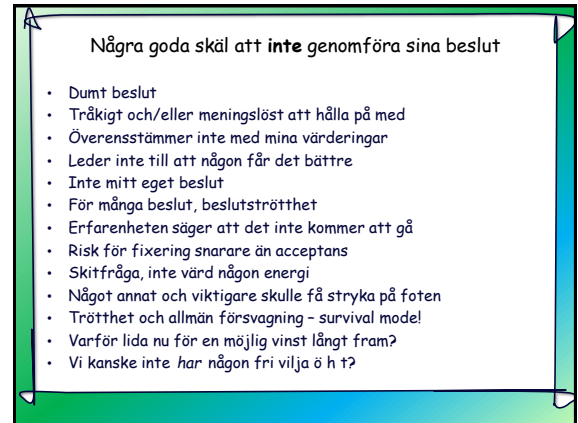 Några goda skäl att inte genomföra sina beslut
• Dumt beslut
• Tråkigt och/eller meningslöst att hålla på med
• Överensstämmer inte med mina värderingar
• Leder inte till att någon får det bättre
• Inte mitt eget beslut
• För många beslut, beslutströtthet
• Erfarenheten säger att det inte kommer att gå
• Risk för fixering snarare än acceptans
• Skitfråga, inte värd någon energi
• Något annat och viktigare skulle få stryka på foten
• Trötthet och allmän försvagning – survival mode!
• Varför lida nu för en möjlig vinst långt fram?
• Vi kanske inte har någon fri vilja ö h t?